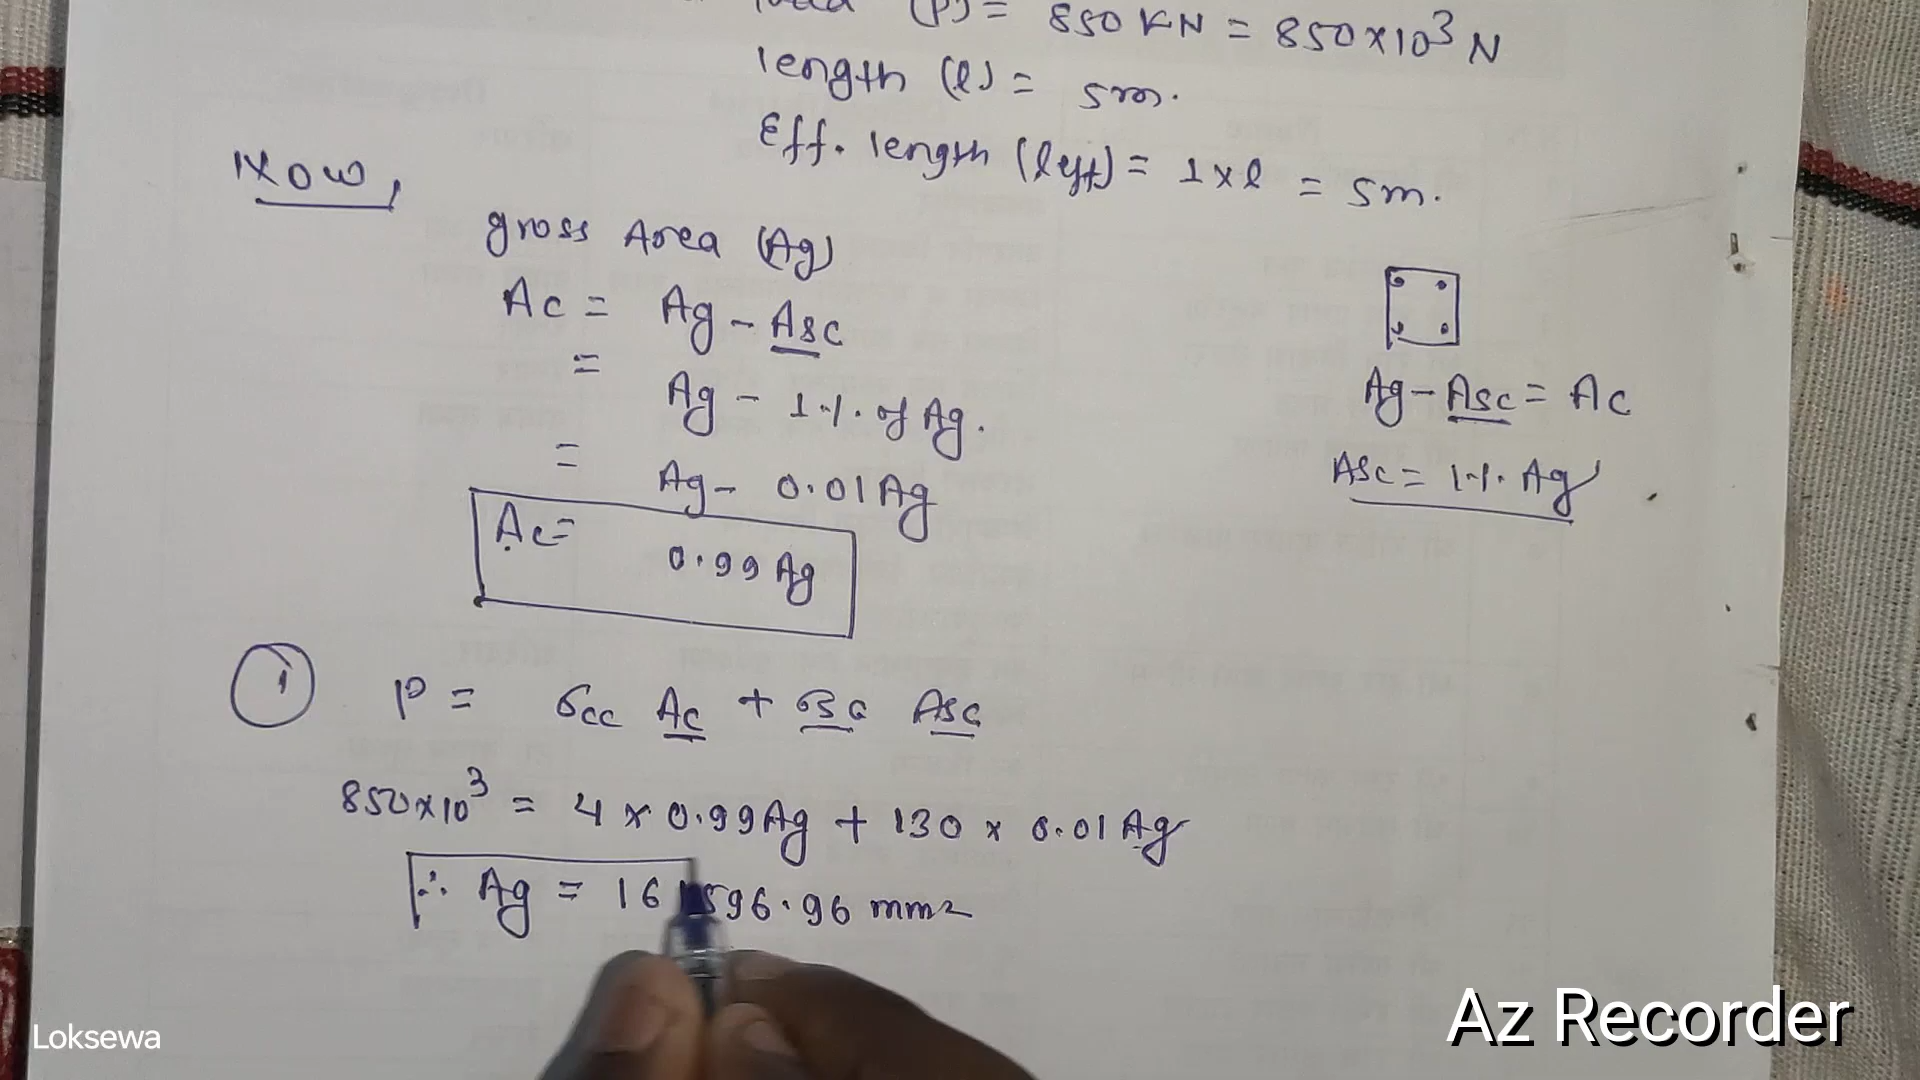 (P) = 850 KN = 850×10³ N
length (l) = 5m.
Eff. length (leff) = 1×l = 5m.
Now,
gross Area (Ag)
Ac = Ag - Asc
= Ag - 1%. of Ag.
= Ag - 0.01 Ag
Ac = 0.99 Ag
Ag - Asc = Ac
Asc = 1%. Ag
① P = σcc Ac + σsc Asc
850×10³ = 4 × 0.99Ag + 130 × 0.01 Ag
∴ Ag = 16 596.96 mm2
Loksewa
Az Recorder